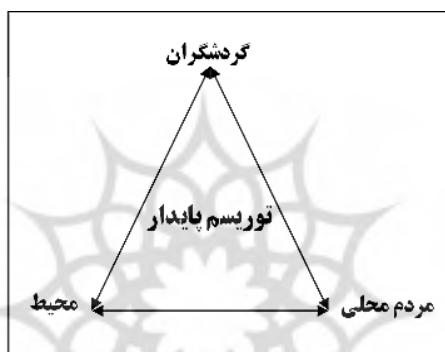 گردشگران
توریسم پایدار
مردم محلی
محیط